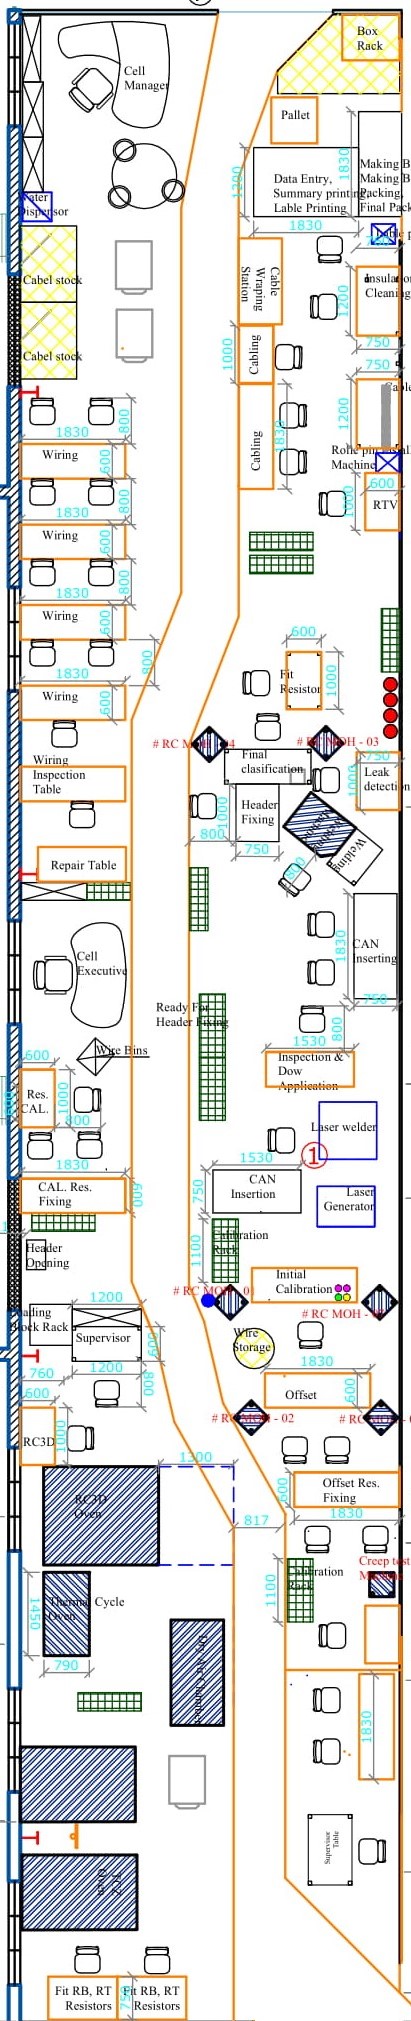 Box
Rack
Cell
Manager
Pallet
1830
1200
Data Entry,
Summary printing,
Lable Printing
Making B
Making B
Packing,
Final Pack
1830
Water
Dispensor
Cabel stock
Cabel stock
Cable
Wraping
Station
Insulation
Cleaning
1200
750
750
Cabling
1000
Cabling
1830
1200
Cable
Machine
600
RTV
1000
800
1830
Wiring
600
800
1830
Wiring
600
800
1830
Wiring
600
800
1830
Wiring
600
600
Fit
Resistor
1000
# RC MOH - 04
# RC MOH - 03
Wiring
Inspection
Table
Final
clasification
750
Leak
detection
1000
Header
Fixing
1000
800
750
Welding
800
Repair Table
Cell
Executive
CAN
Inserting
1830
750
Ready For
Header Fixing
800
1530
Inspection &
Dow
Application
Wire Bins
600
Res.
CAL.
1000
800
Laser welder
1
1830
CAL. Res.
Fixing
600
1530
750
CAN
Insertion
Laser
Generator
Header
Opening
1100
Calibration
Rack
Initial
Calibration
# RC MOH - 01
# RC MOH -
Loading
Block Rack
1200
Supervisor
1200
760
800
Wire
Storage
1830
Offset
600
600
RC3D
1000
# RC MOH - 02
# RC MOH -
1300
RC3D
Oven
817
600
Offset Res.
Fixing
1830
1450
Thermal Cycle
Oven
790
1100
Calibration
Rack
Creep test
Dry Air Chamber
1830
Supervisor
Table
Oven
Fit RB, RT
Resistors
750
Fit RB, RT
Resistors